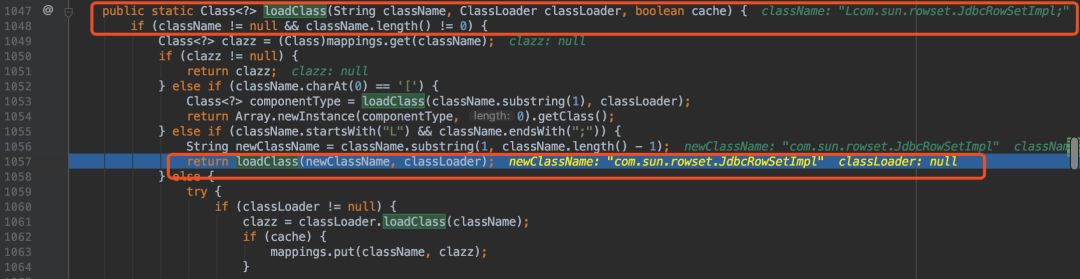 1047 @ public static Class<?> loadClass(String className, ClassLoader classLoader, boolean cache) { className: "Lcom.sun.rowset.JdbcRowSetImpl;"
1048 if (className != null && className.length() != 0) {
1049 Class<?> clazz = (Class)mappings.get(className); clazz: null
1050 if (clazz != null) {
1051 return clazz; clazz: null
1052 } else if (className.charAt(0) == '[') {
1053 Class<?> componentType = loadClass(className.substring(1), classLoader);
1054 return Array.newInstance(componentType, length: 0).getClass();
1055 } else if (className.startsWith("L") && className.endsWith(";")) {
1056 String newClassName = className.substring(1, className.length() - 1); newClassName: "com.sun.rowset.JdbcRowSetImpl" classNam
1057 return loadClass(newClassName, classLoader); newClassName: "com.sun.rowset.JdbcRowSetImpl" classLoader: null
1058 } else {
1059 try {
1060 if (classLoader != null) {
1061 clazz = classLoader.loadClass(className);
1062 if (cache) {
1063 mappings.put(className, clazz);
1064 }